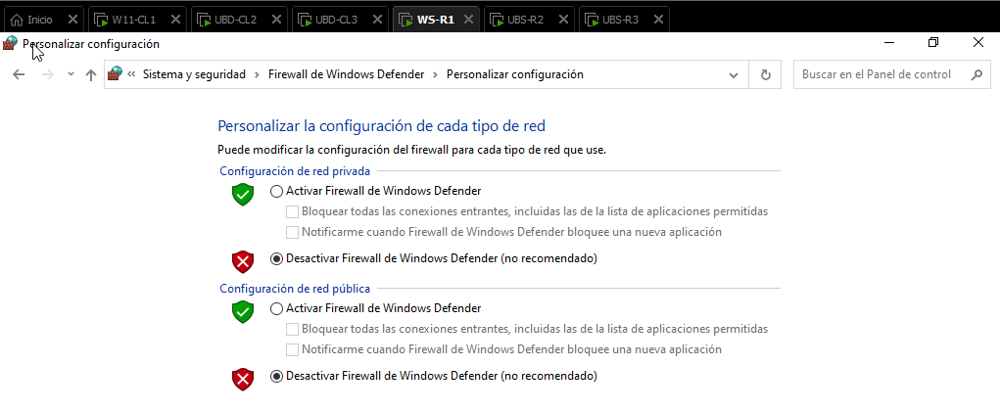 Inicio W11-CL1 UBD-CL2 UBD-CL3 WS-R1 UBS-R2 UBS-R3
Personalizar configuración
Sistema y seguridad Firewall de Windows Defender Personalizar configuración Buscar en el Panel de control
Personalizar la configuración de cada tipo de red
Puede modificar la configuración del firewall para cada tipo de red que use.
Configuración de red privada
Activar Firewall de Windows Defender
Bloquear todas las conexiones entrantes, incluidas las de la lista de aplicaciones permitidas
Notificarme cuando Firewall de Windows Defender bloquee una nueva aplicación
Desactivar Firewall de Windows Defender (no recomendado)
Configuración de red pública
Activar Firewall de Windows Defender
Bloquear todas las conexiones entrantes, incluidas las de la lista de aplicaciones permitidas
Notificarme cuando Firewall de Windows Defender bloquee una nueva aplicación
Desactivar Firewall de Windows Defender (no recomendado)